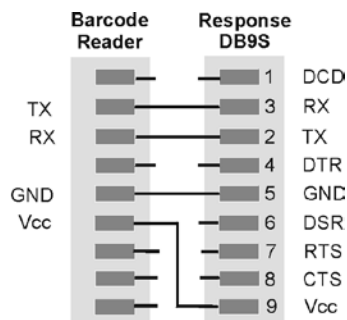 Barcode Reader Response DB9S
1 DCD
TX 3 RX
RX 2 TX
4 DTR
GND 5 GND
Vcc 6 DSR
7 RTS
8 CTS
9 Vcc